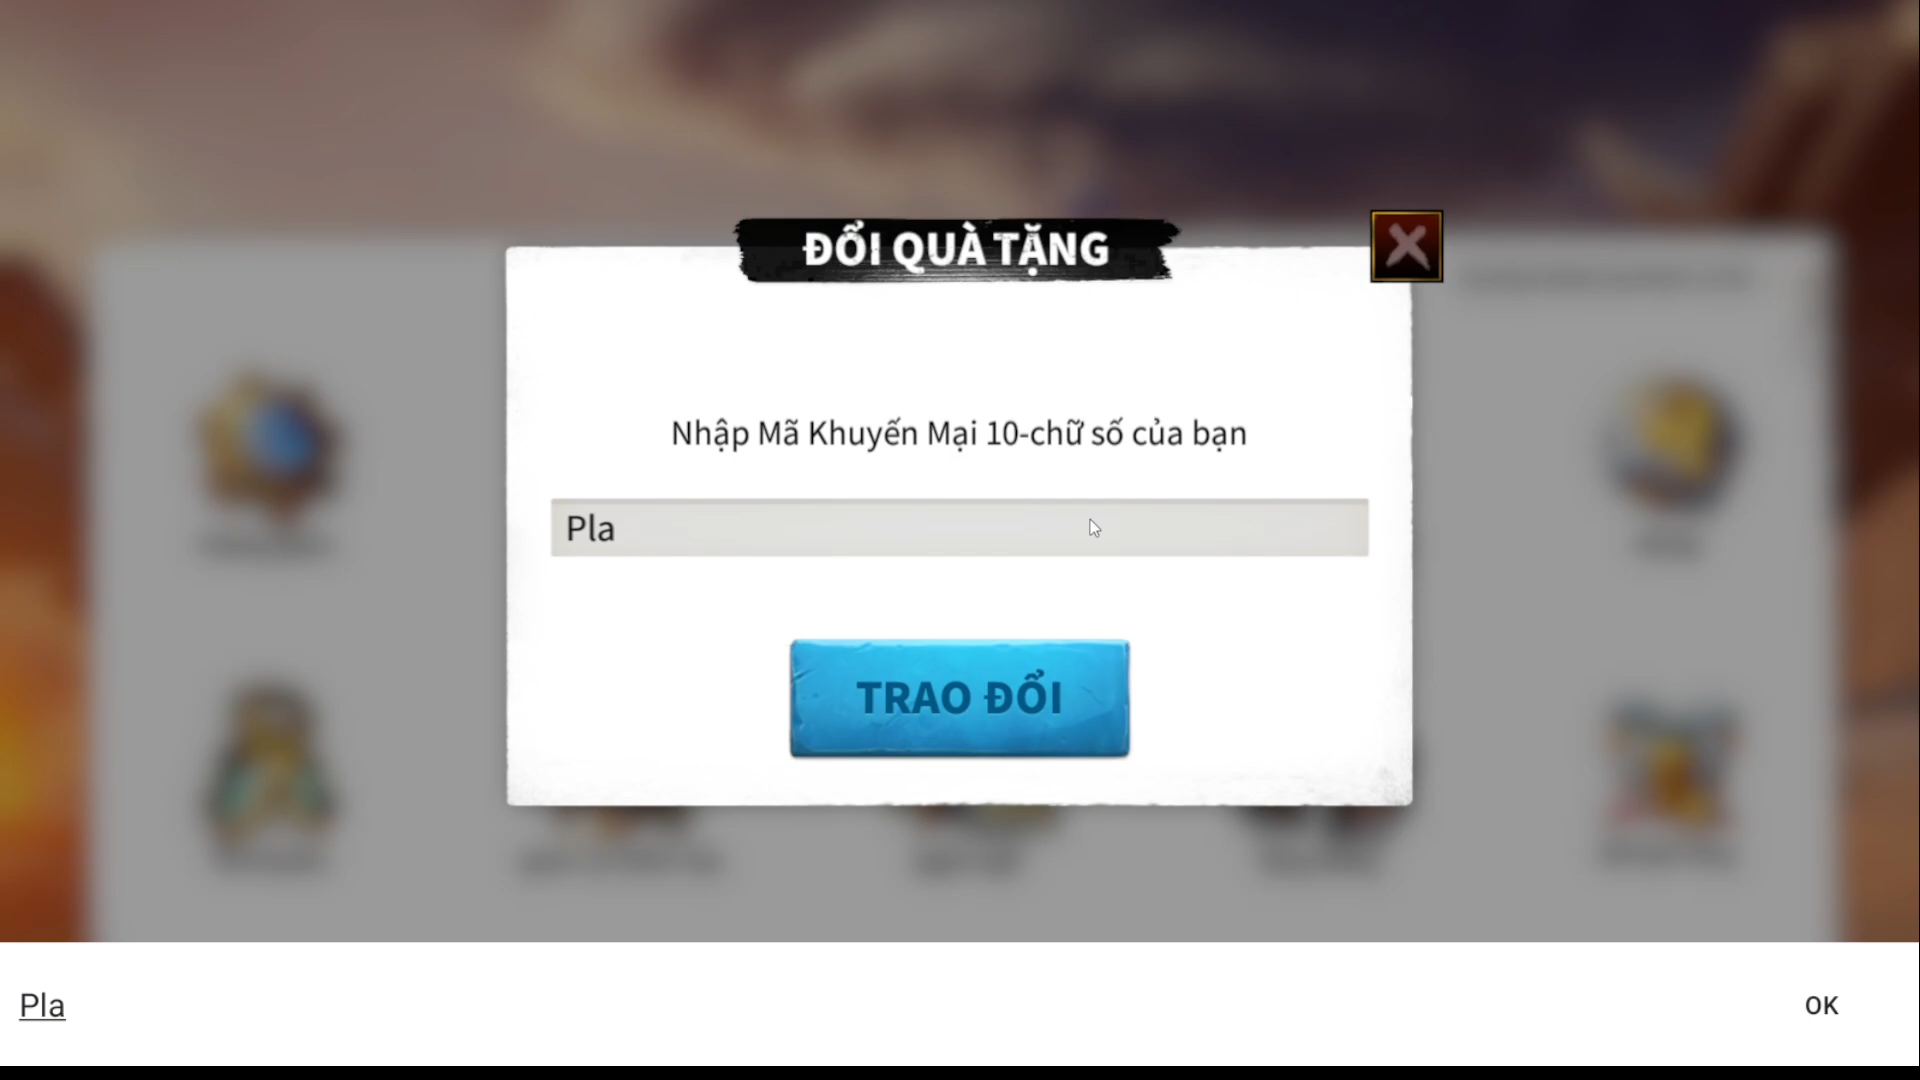 ĐỔI QUÀ TẶNG
Nhập Mã Khuyến Mại 10-chữ số của bạn
Pla
TRAO ĐỔI
Pla
OK